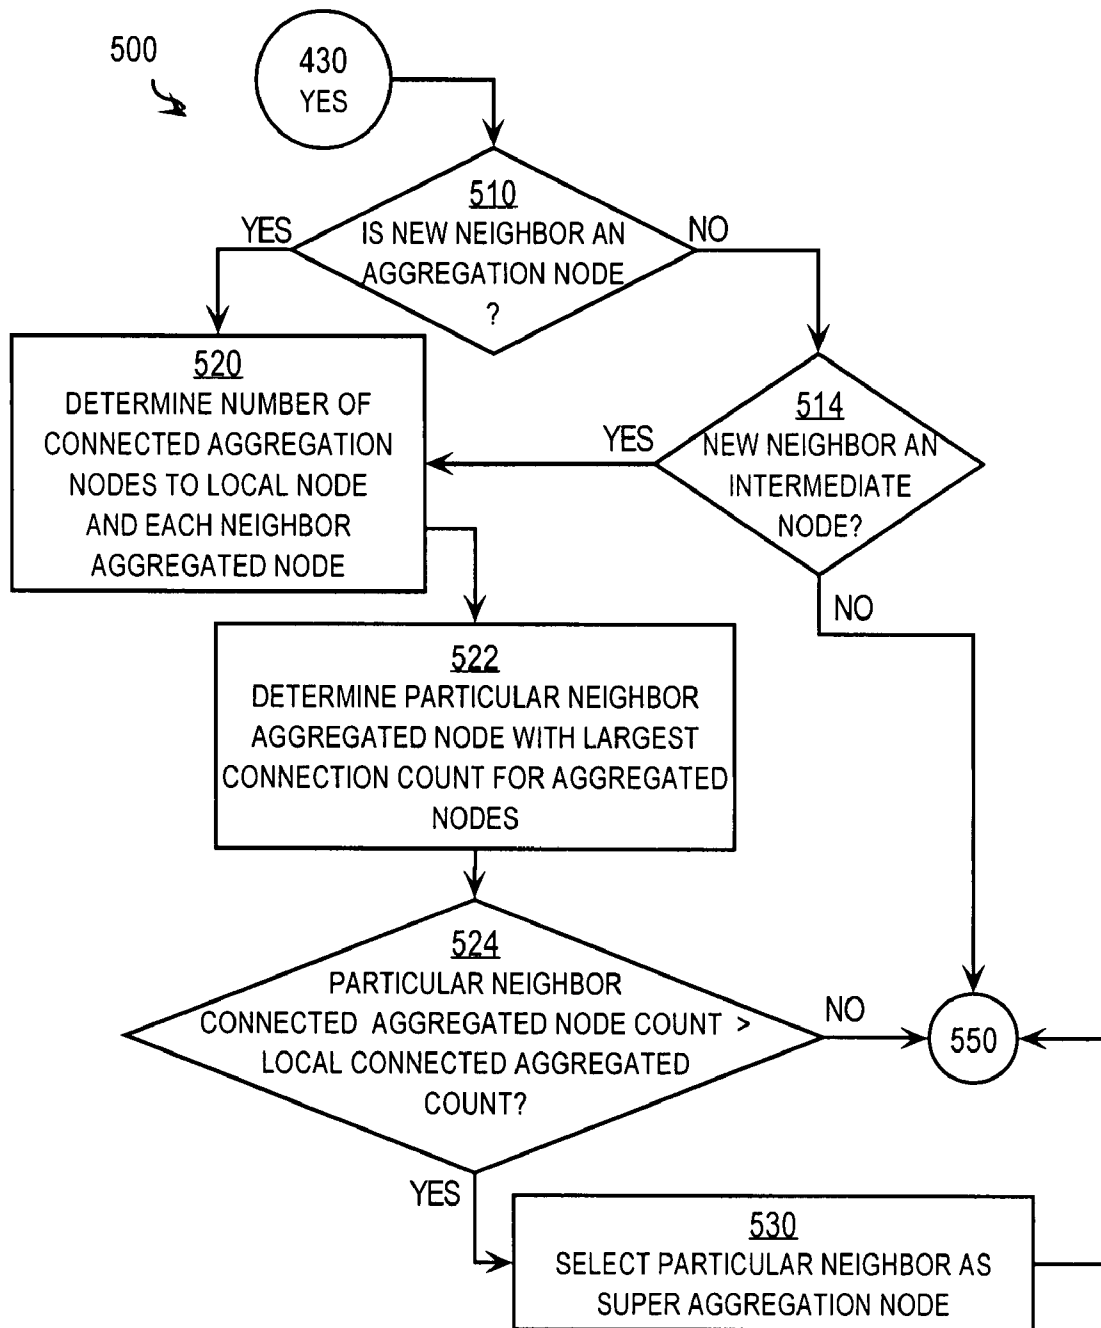 500
430
YES
510
IS NEW NEIGHBOR AN
AGGREGATION NODE
?
YES
NO
520
DETERMINE NUMBER OF
CONNECTED AGGREGATION
NODES TO LOCAL NODE
AND EACH NEIGHBOR
AGGREGATED NODE
514
NEW NEIGHBOR AN
INTERMEDIATE
NODE?
YES
NO
522
DETERMINE PARTICULAR NEIGHBOR
AGGREGATED NODE WITH LARGEST
CONNECTION COUNT FOR AGGREGATED
NODES
524
PARTICULAR NEIGHBOR
CONNECTED AGGREGATED NODE COUNT >
LOCAL CONNECTED AGGREGATED
COUNT?
NO
550
YES
530
SELECT PARTICULAR NEIGHBOR AS
SUPER AGGREGATION NODE